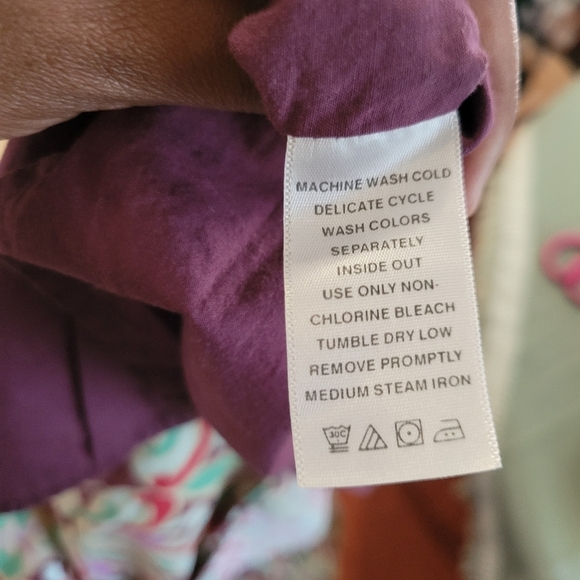 MACHINE WASH COLD
DELICATE CYCLE
WASH COLORS
SEPARATELY
INSIDE OUT
USE ONLY NON-
CHLORINE BLEACH
TUMBLE DRY LOW
REMOVE PROMPTLY
MEDIUM STEAM IRON
30C